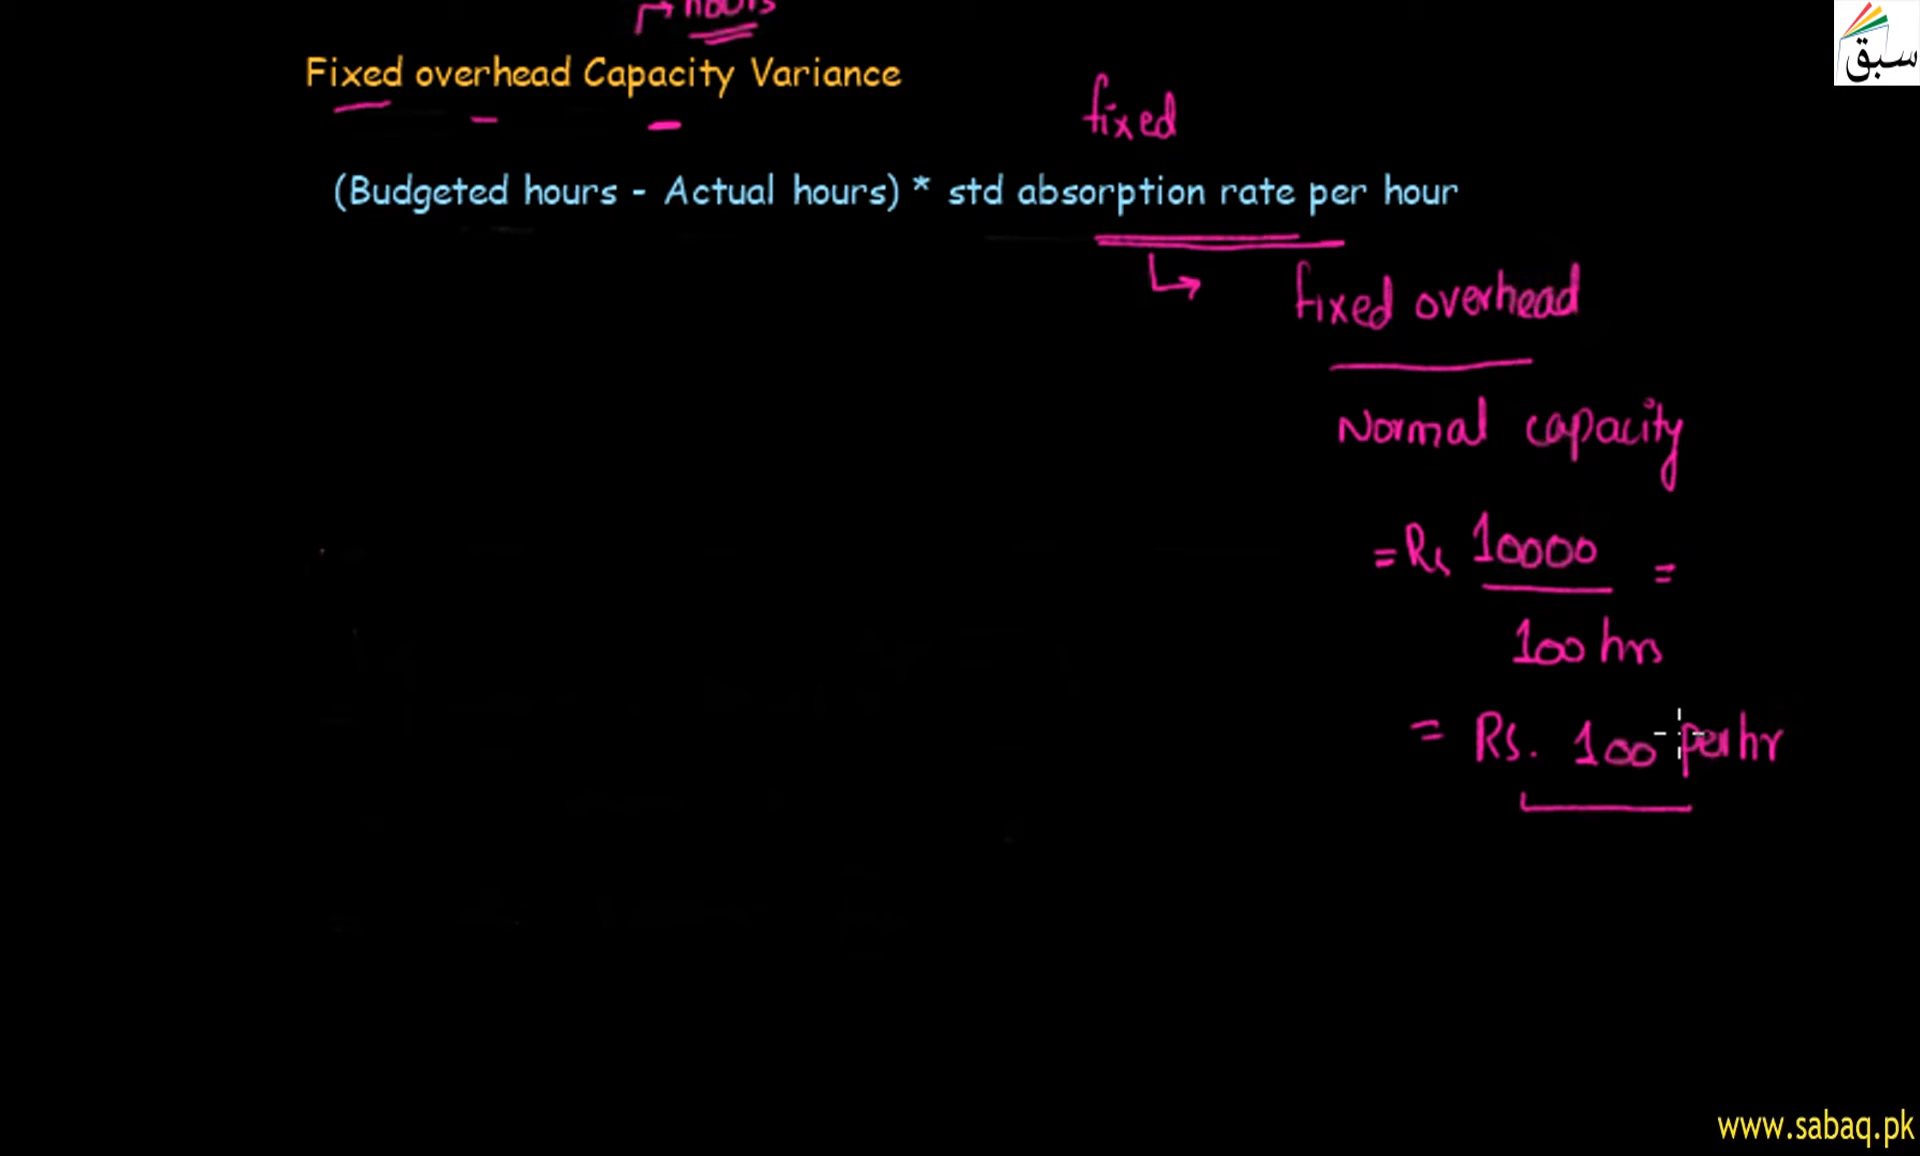 hours
سبق
Fixed overhead Capacity Variance
fixed
(Budgeted hours - Actual hours) * std absorption rate per hour
fixed overhead
Normal capacity
= Rs 10000 =
100 hrs
= Rs. 100 per hr
www.sabaq.pk